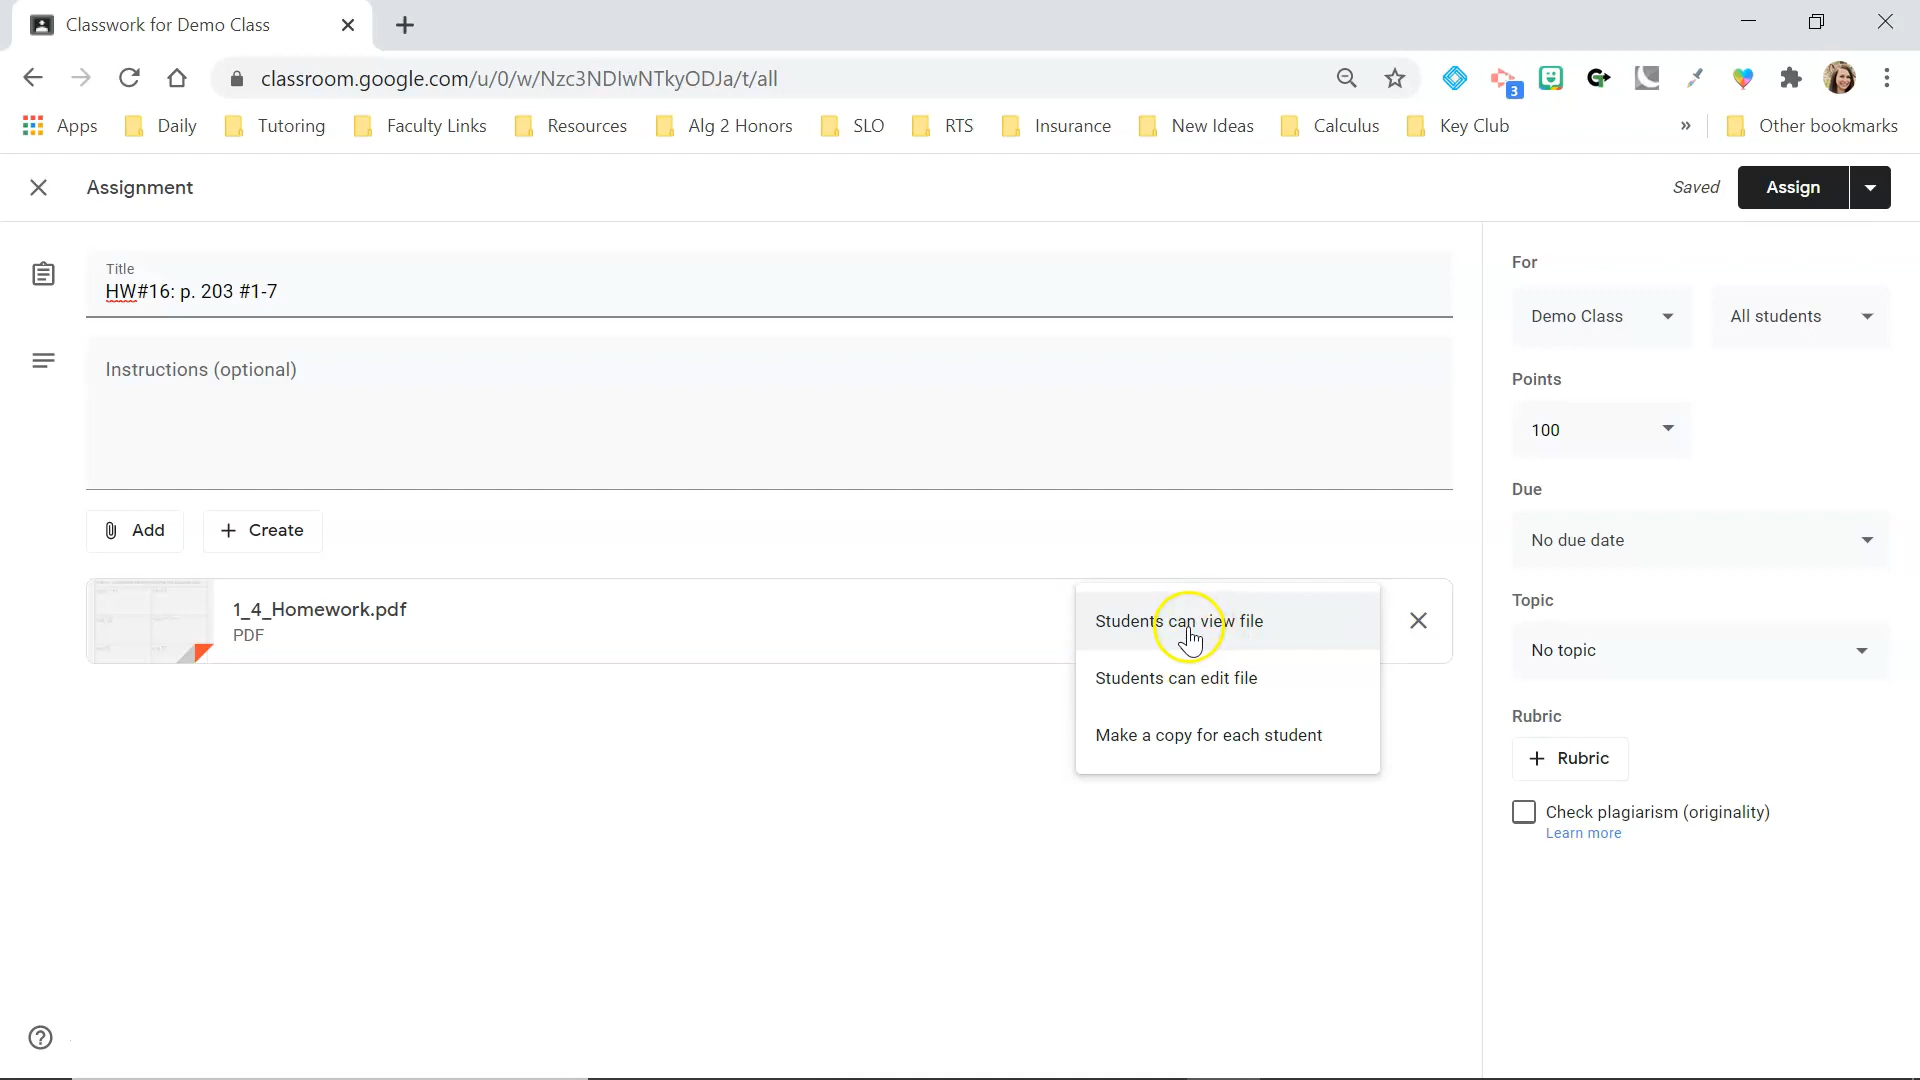 Classwork for Demo Class
classroom.google.com/u/0/w/Nzc3NDIwNTkyODJa/t/all
3
Apps Daily Tutoring Faculty Links Resources Alg 2 Honors SLO RTS Insurance New Ideas Calculus Key Club » Other bookmarks
Assignment Saved Assign
Title
HW#16: p. 203 #1-7
Instructions (optional)
Add + Create
1_4_Homework.pdf
PDF
Students can view file
Students can edit file
Make a copy for each student
For
Demo Class All students
Points
100
Due
No due date
Topic
No topic
Rubric
+ Rubric
Check plagiarism (originality)
Learn more